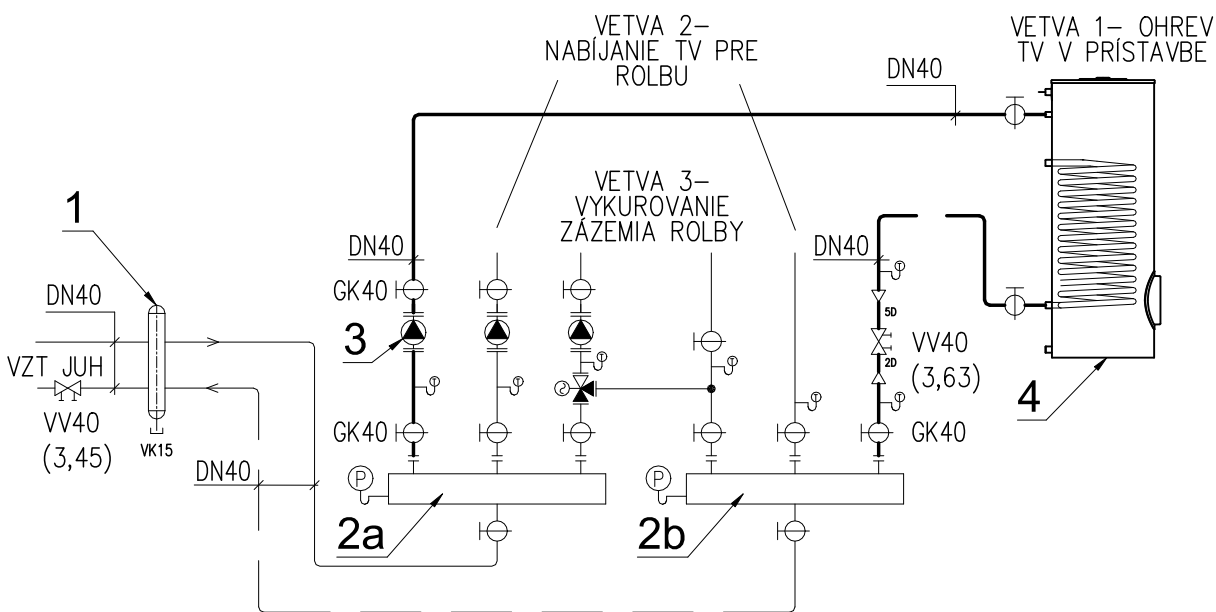 VETVA 2–
NABÍJANIE TV PRE
ROLBU
VETVA 1– OHREV
TV V PRÍSTAVBE
DN40
VETVA 3–
VYKUROVANIE
ZÁZEMIA ROLBY
1
DN40
DN40
DN40
GK40
3
5D
2D
VV40
(3,63)
VZT JUH
VV40
(3,45)
VK15
4
GK40
GK40
DN40
P
P
2a
2b
T
T
T
T
T
T
T
2